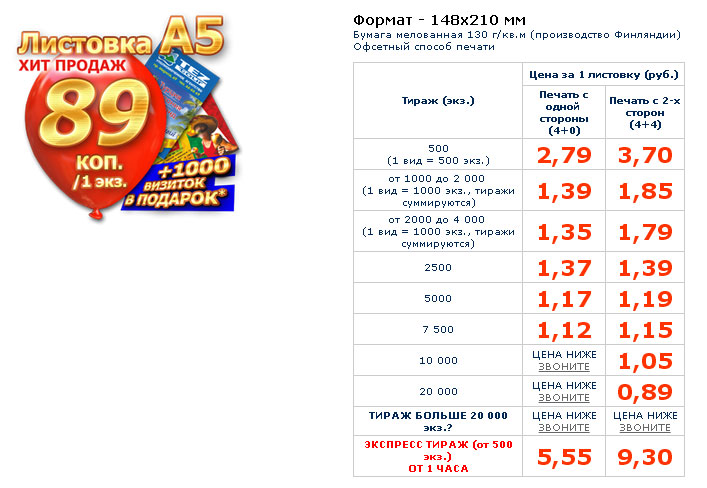 Листовка А5
ХИТ ПРОДАЖ
89
КОП.
/1 экз.
TEZ
TOUR
+1000
ВИЗИТОК
В ПОДАРОК*
Формат - 148х210 мм
Бумага мелованная 130 г/кв.м (производство Финляндии)
Офсетный способ печати
Тираж (экз.)
Цена за 1 листовку (руб.)
Печать с
одной
стороны
(4+0)
Печать с 2-х
сторон
(4+4)
500
(1 вид = 500 экз.)
2,79
3,70
от 1000 до 2 000
(1 вид = 1000 экз., тиражи
суммируются)
1,39
1,85
от 2000 до 4 000
(1 вид = 1000 экз., тиражи
суммируются)
1,35
1,79
2500
1,37
1,39
5000
1,17
1,19
7 500
1,12
1,15
10 000
ЦЕНА НИЖЕ
ЗВОНИТЕ
1,05
20 000
ЦЕНА НИЖЕ
ЗВОНИТЕ
0,89
ТИРАЖ БОЛЬШЕ 20 000
экз.?
ЦЕНА НИЖЕ
ЗВОНИТЕ
ЦЕНА НИЖЕ
ЗВОНИТЕ
ЭКСПРЕСС ТИРАЖ (от 500
экз.)
ОТ 1 ЧАСА
5,55
9,30